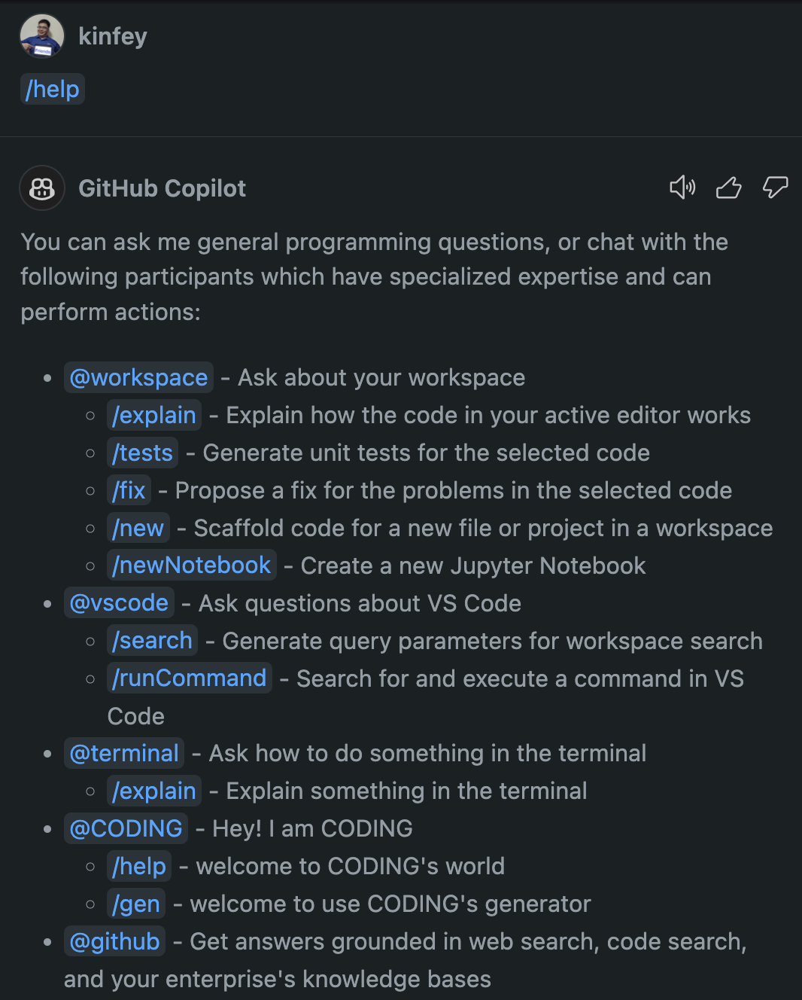 kinfey
/help
GitHub Copilot
You can ask me general programming questions, or chat with the
following participants which have specialized expertise and can
perform actions:
@workspace - Ask about your workspace
/explain - Explain how the code in your active editor works
/tests - Generate unit tests for the selected code
/fix - Propose a fix for the problems in the selected code
/new - Scaffold code for a new file or project in a workspace
/newNotebook - Create a new Jupyter Notebook
@vscode - Ask questions about VS Code
/search - Generate query parameters for workspace search
/runCommand - Search for and execute a command in VS
Code
@terminal - Ask how to do something in the terminal
/explain - Explain something in the terminal
@CODING - Hey! I am CODING
/help - welcome to CODING's world
/gen - welcome to use CODING's generator
@github - Get answers grounded in web search, code search,
and your enterprise's knowledge bases